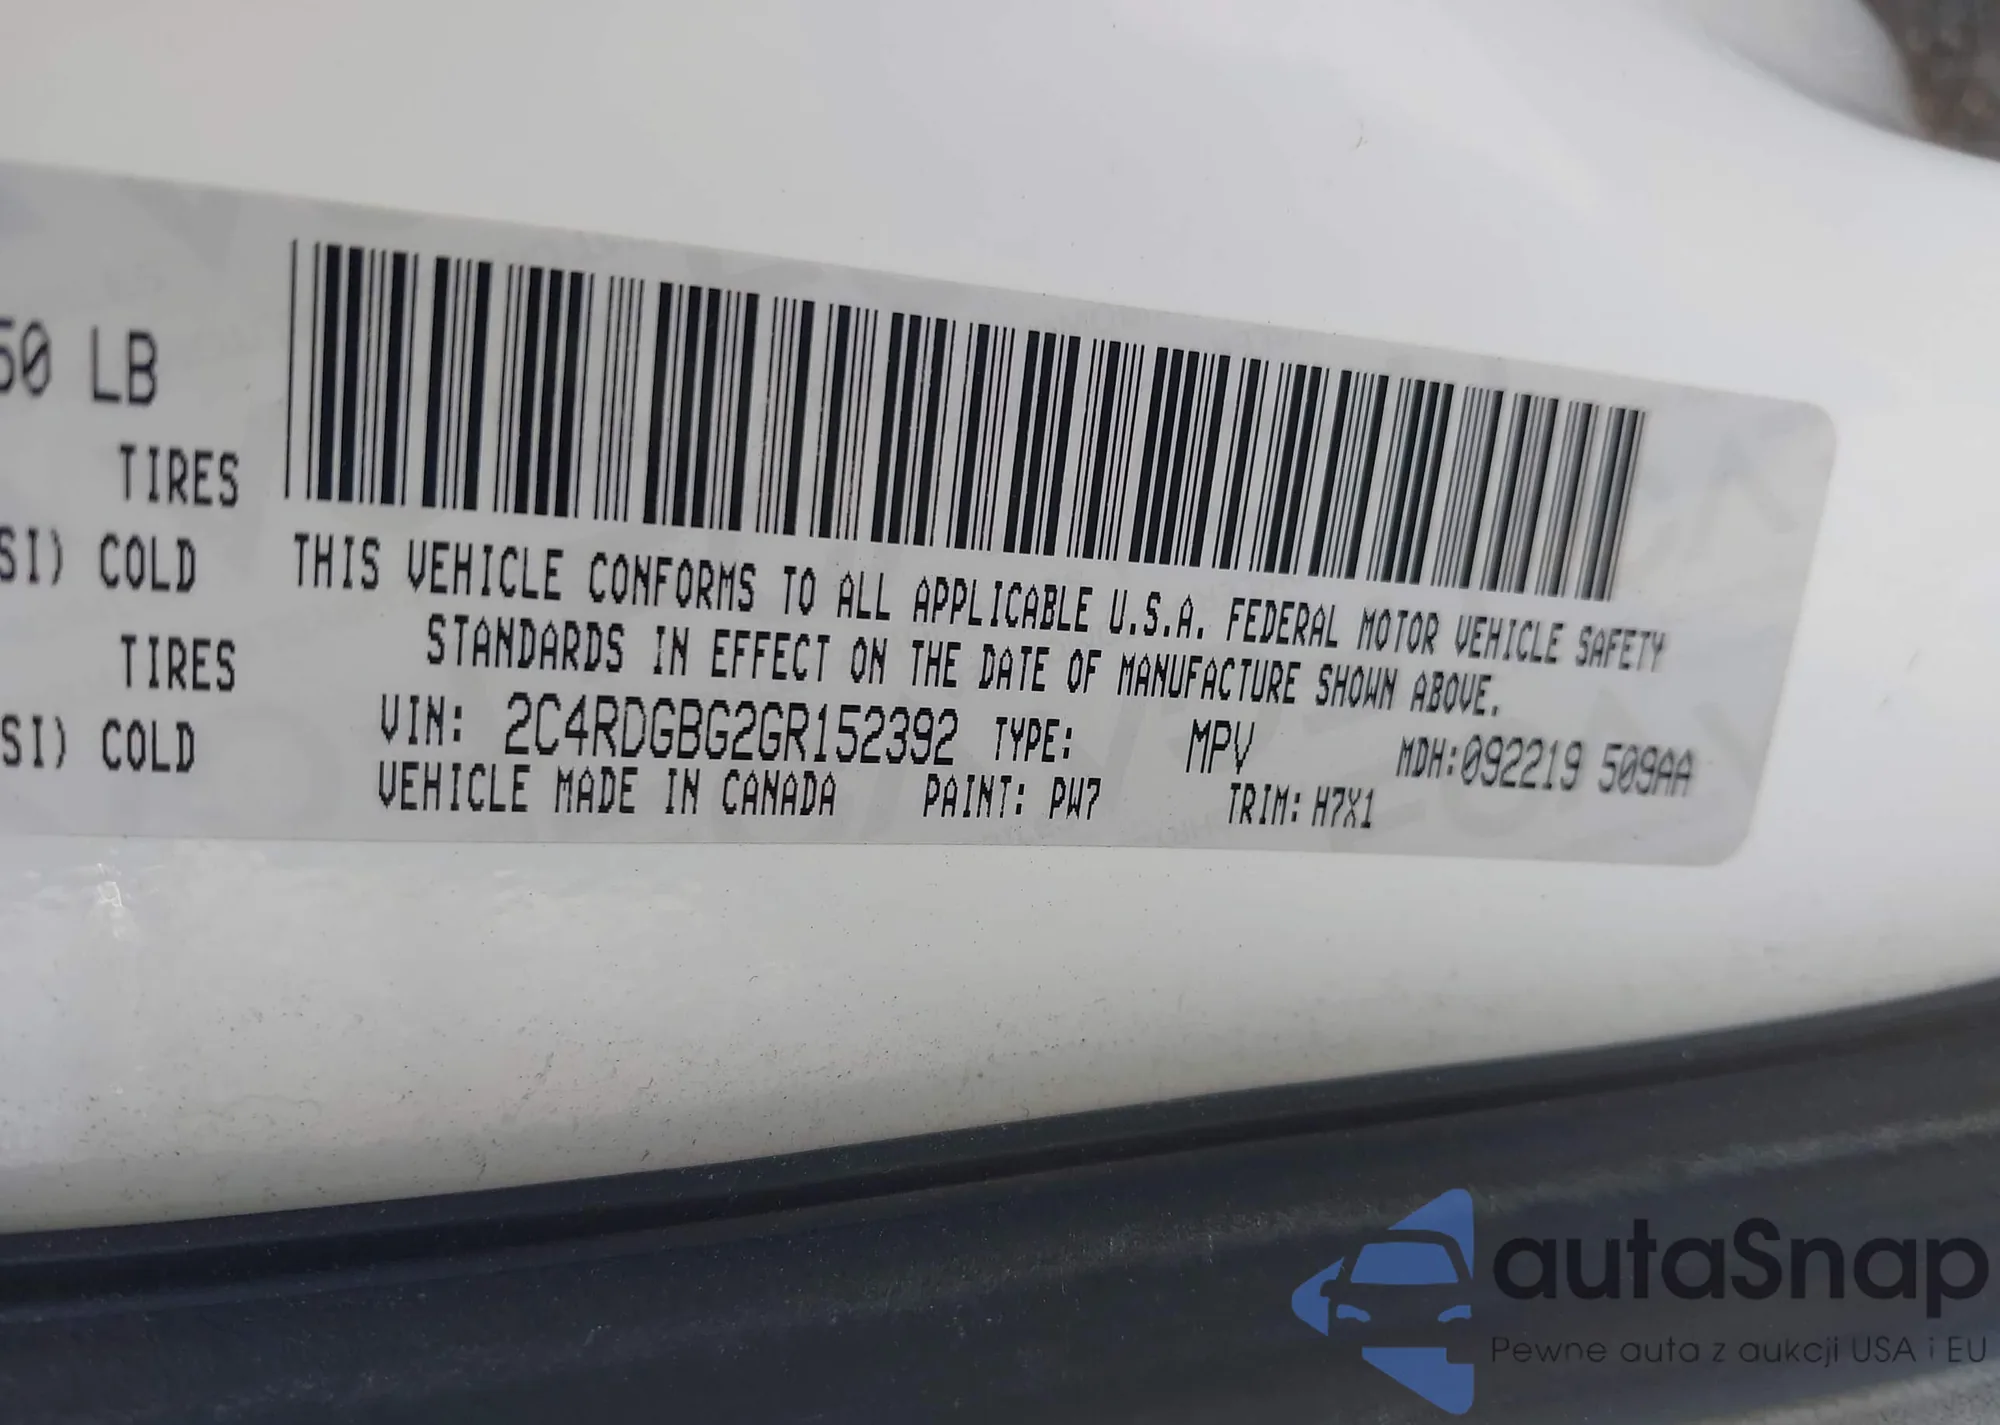 50 LB
TIRES
SI) COLD
TIRES
SI) COLD
THIS VEHICLE CONFORMS TO ALL APPLICABLE U.S.A. FEDERAL MOTOR VEHICLE SAFETY
STANDARDS IN EFFECT ON THE DATE OF MANUFACTURE SHOWN ABOVE.
VIN: 2C4RDGBG2GR152392 TYPE: MPV MDH:092219 509AA
VEHICLE MADE IN CANADA PAINT: PW7 TRIM: H7X1
autaSnap
Pewne auta z aukcji USA i EU